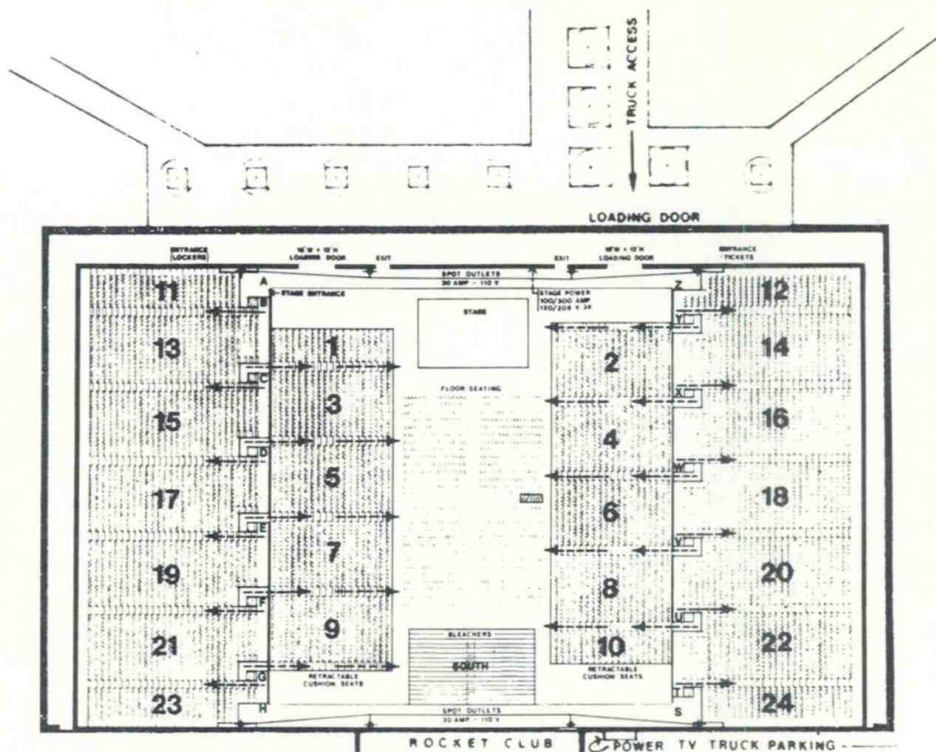 TRUCK ACCESS
LOADING DOOR
ENTRANCE
LOCKERS
LOADING DOOR
EXIT
EXIT
LOADING DOOR
ENTRANCE
TICKETS
SPOT OUTLETS
30 AMP - 110 V
A
STAGE ENTRANCE
STAGE POWER
Z
11
12
B
STAGE
Y
13
1
2
14
C
FLOOR SEATING
X
15
3
4
16
D
W
17
5
6
18
E
V
19
7
8
20
F
U
21
9
BLEACHERS
10
22
SOUTH
G
RETRACTABLE
CUSHION SEATS
RETRACTABLE
CUSHION SEATS
T
23
24
H
SPOT OUTLETS
30 AMP - 110 V
S
ROCKET CLUB
POWER TV TRUCK PARKING